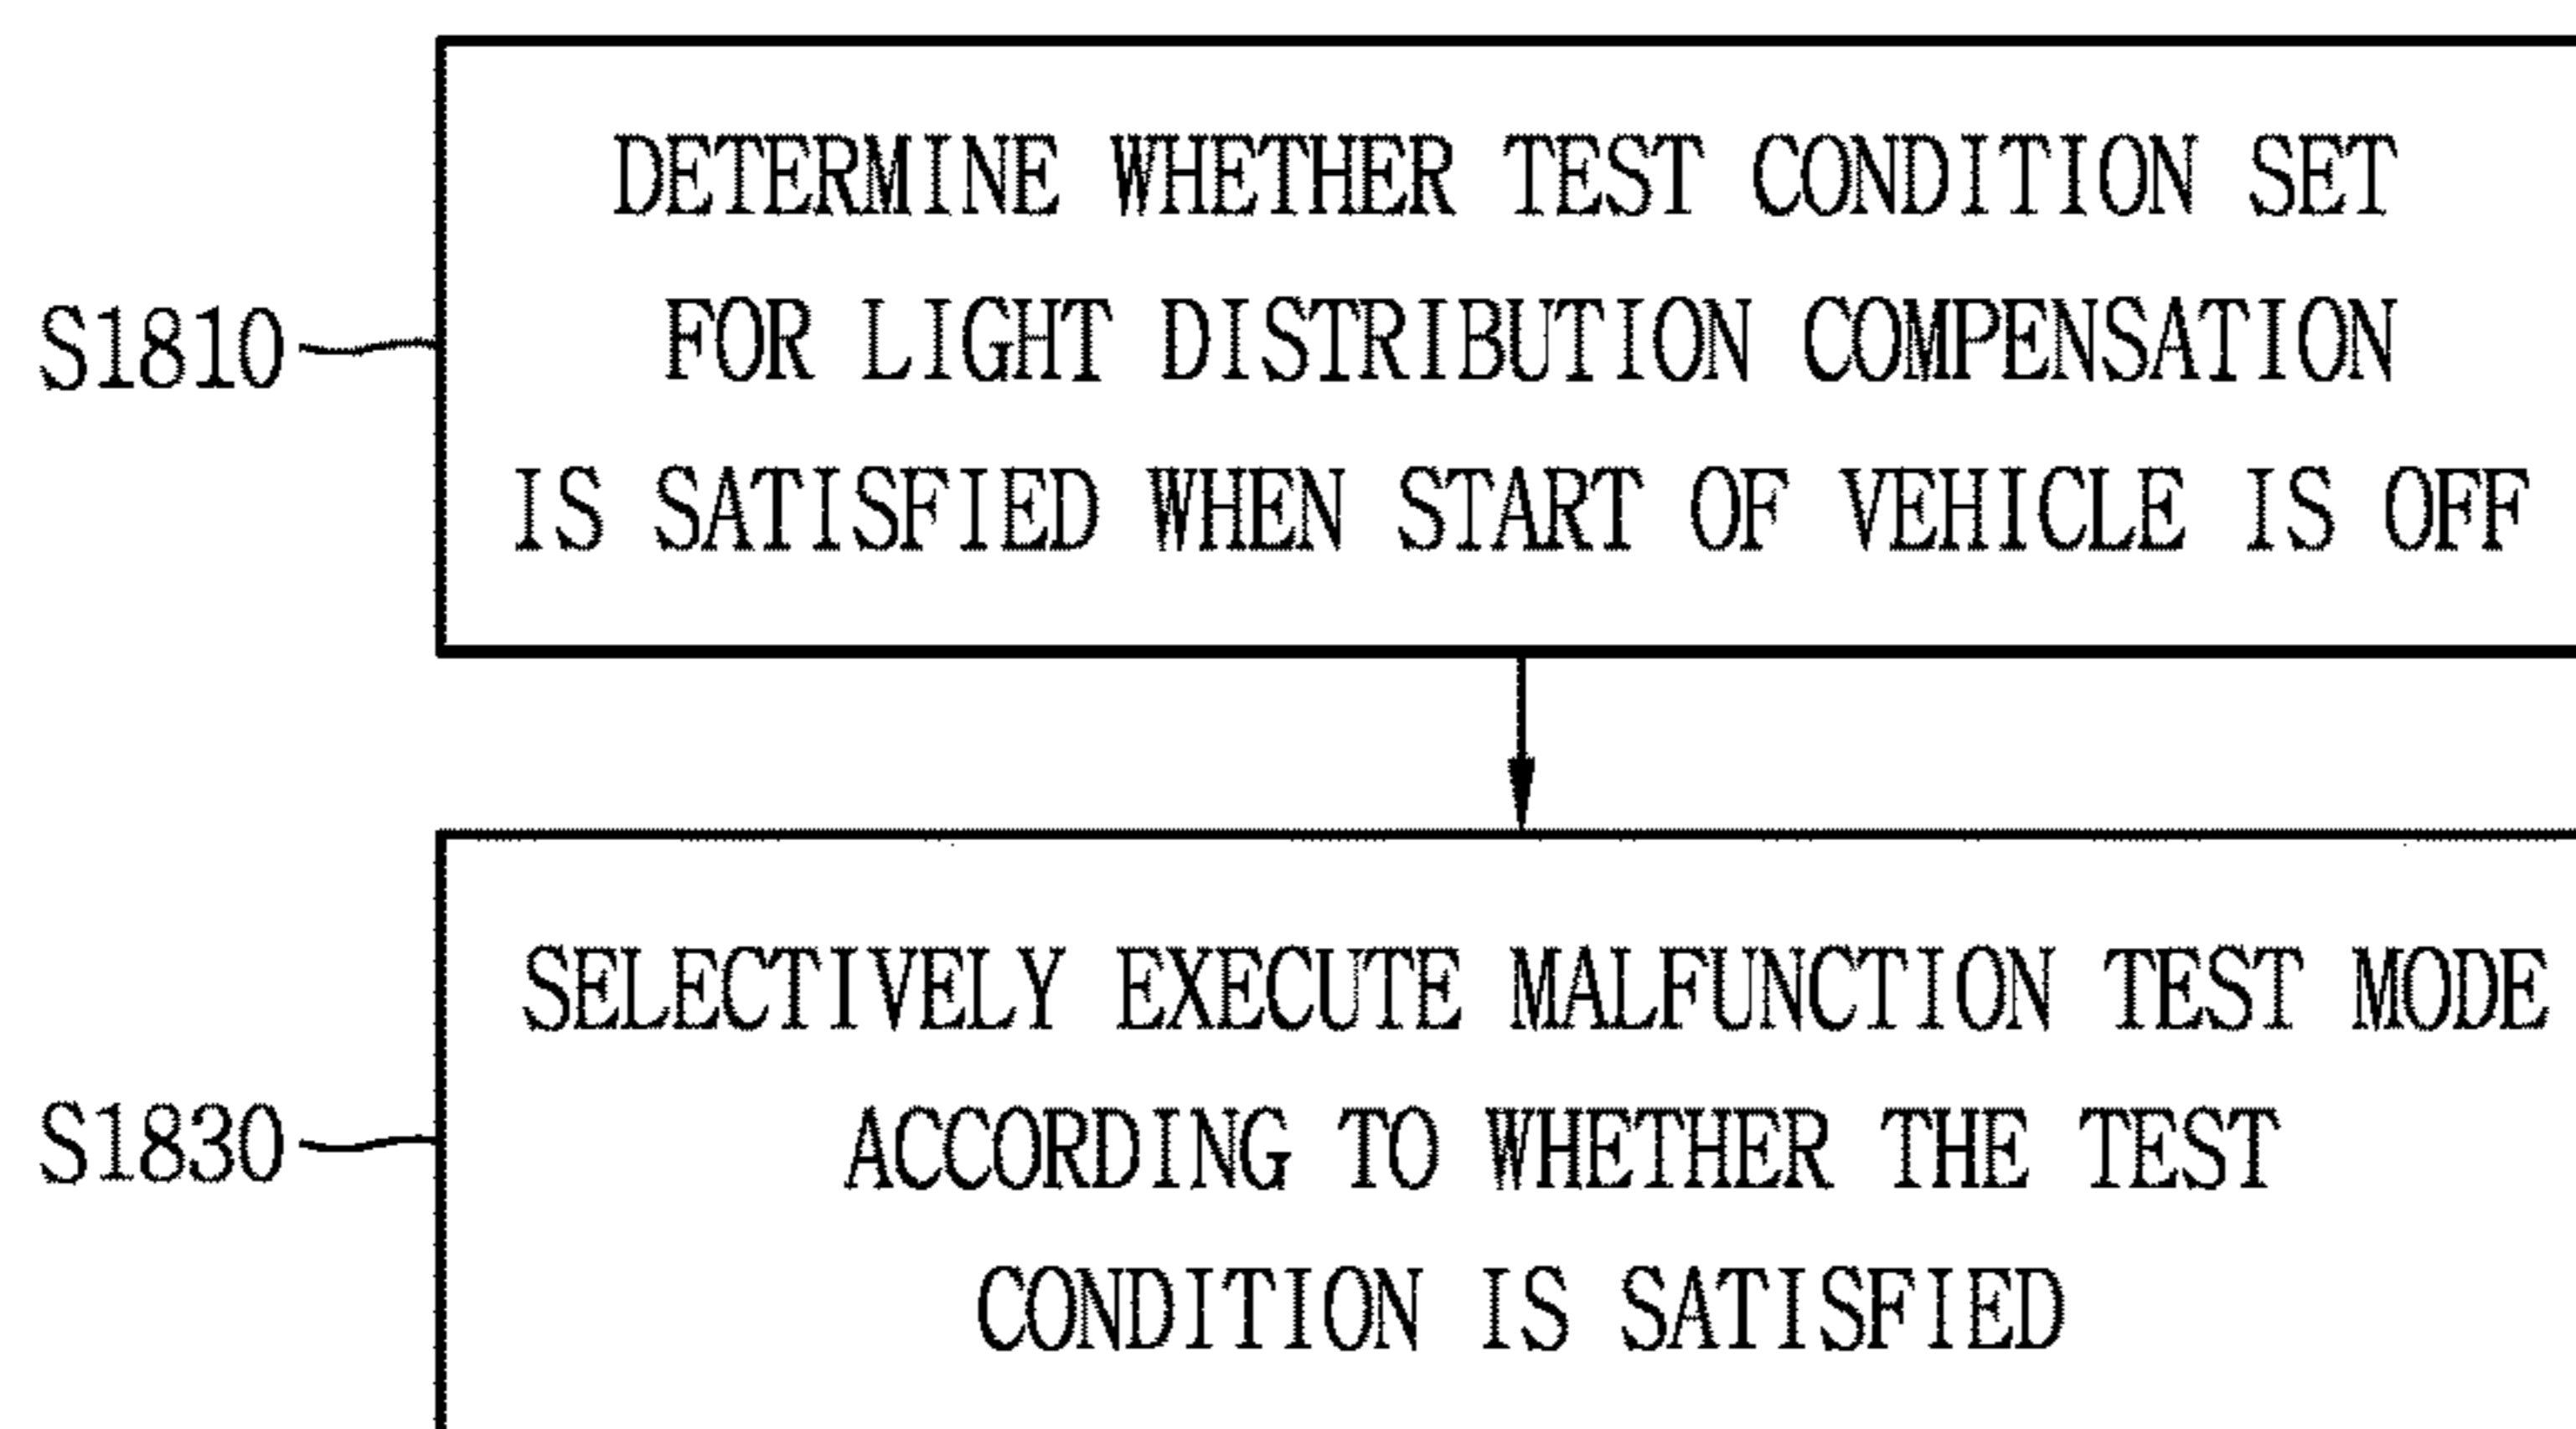 DETERMINE WHETHER TEST CONDITION SET
FOR LIGHT DISTRIBUTION COMPENSATION
IS SATISFIED WHEN START OF VEHICLE IS OFF
S1810
SELECTIVELY EXECUTE MALFUNCTION TEST MODE
ACCORDING TO WHETHER THE TEST
CONDITION IS SATISFIED
S1830